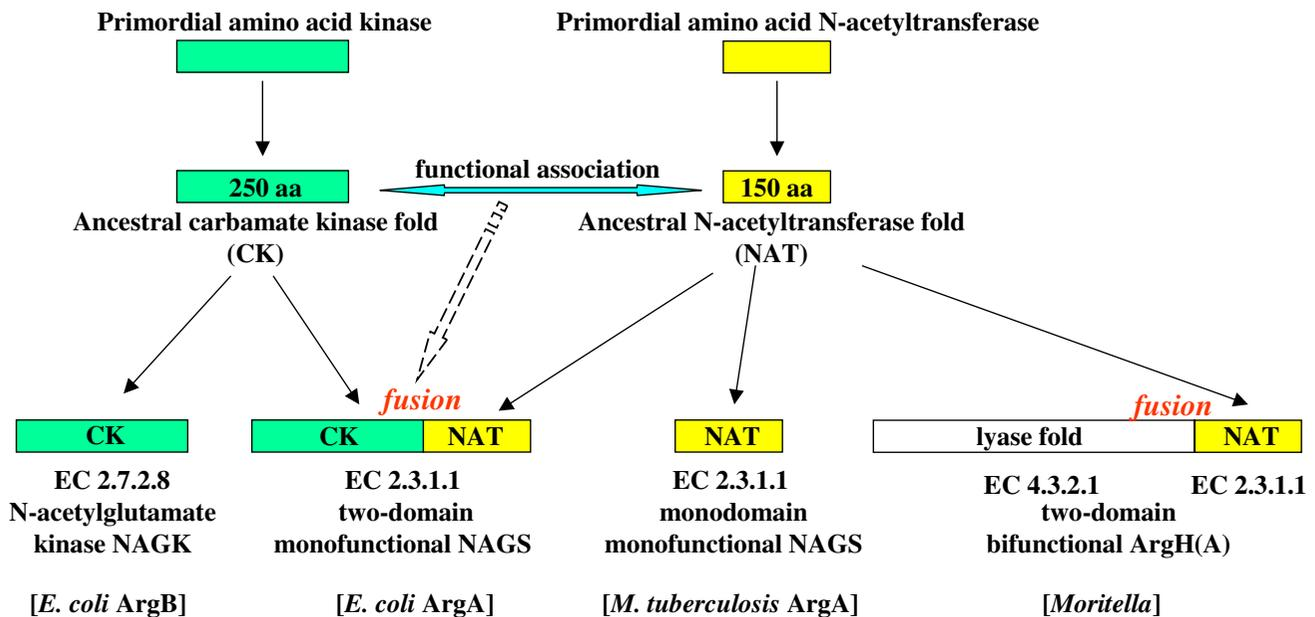 Primordial amino acid kinase
Primordial amino acid N-acetyltransferase
functional association
250 aa
150 aa
Ancestral carbamate kinase fold
(CK)
Ancestral N-acetyltransferase fold
(NAT)
fusion
fusion
CK
CK
NAT
NAT
lyase fold
NAT
EC 2.7.2.8
N-acetylglutamate
kinase NAGK
[E. coli ArgB]
EC 2.3.1.1
two-domain
monofunctional NAGS
[E. coli ArgA]
EC 2.3.1.1
monodomain
monofunctional NAGS
[M. tuberculosis ArgA]
EC 4.3.2.1
EC 2.3.1.1
two-domain
bifunctional ArgH(A)
[Moritella]